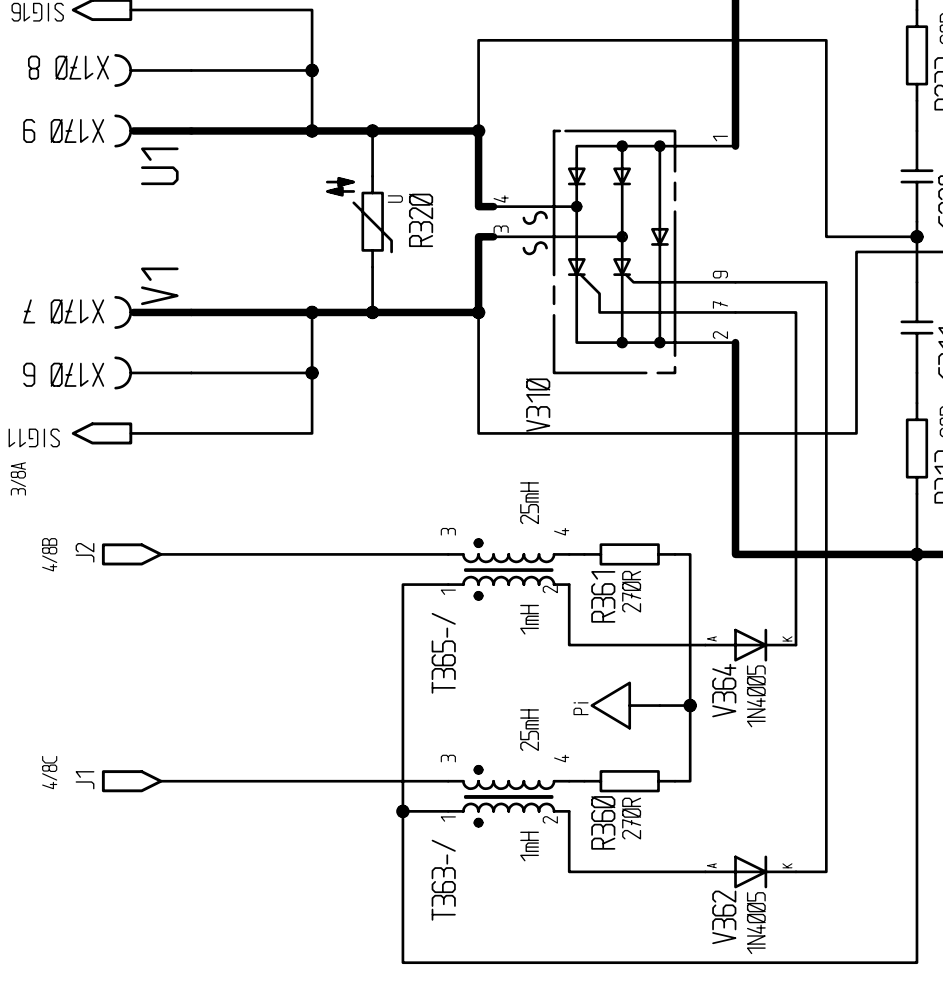 SIG16
X170 8
X170 9
U1
U
R320
4
3
1
V1
X170 7
X170 6
SIG11
3/8A
9
7
2
V310
4/8B
J2
3
25mH
4
1
2
T365-/
1mH
R361
270R
A
K
V364
1N4005
Pi
4/8C
J1
3
25mH
4
1
2
T363-/
1mH
R360
270R
A
K
V362
1N4005